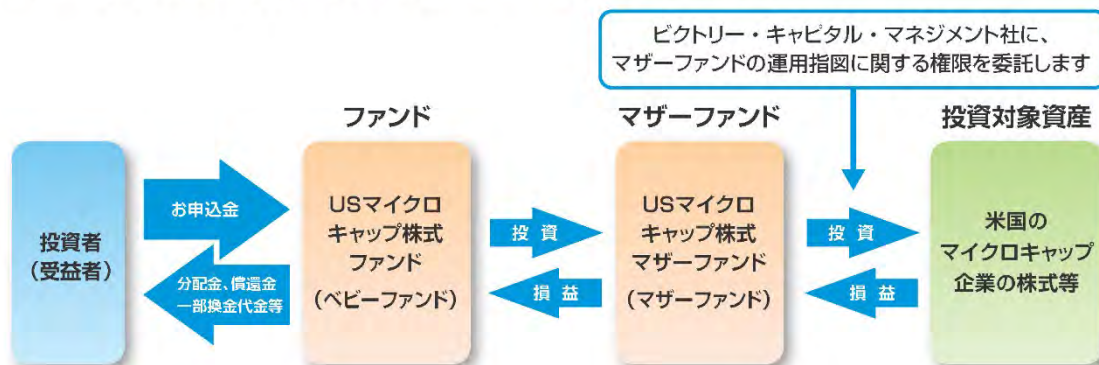 ビクトリー・キャピタル・マネジメント社に、
マザーファンドの運用指図に関する権限を委託します
ファンド
マザーファンド
投資対象資産
投資者
（受益者）
お申込金
分配金、償還金
一部換金代金等
USマイクロ
キャップ株式
ファンド
（ベビーファンド）
投資
損益
USマイクロ
キャップ株式
マザーファンド
（マザーファンド）
投資
損益
米国の
マイクロキャップ
企業の株式等